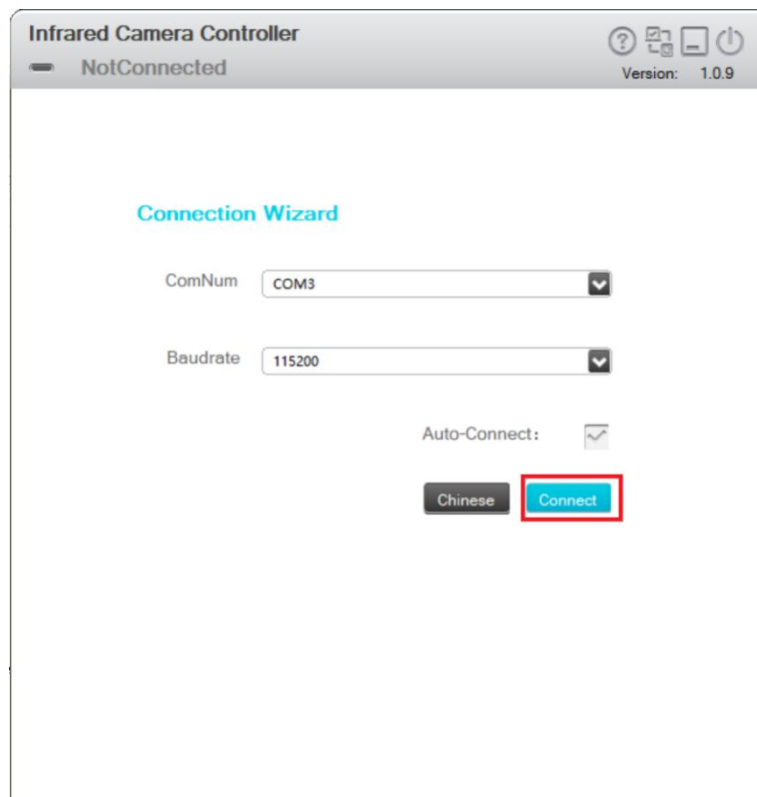 Infrared Camera Controller
NotConnected
Version: 1.0.9
Connection Wizard
ComNum COM3
Baudrate 115200
Auto-Connect:
Chinese Connect